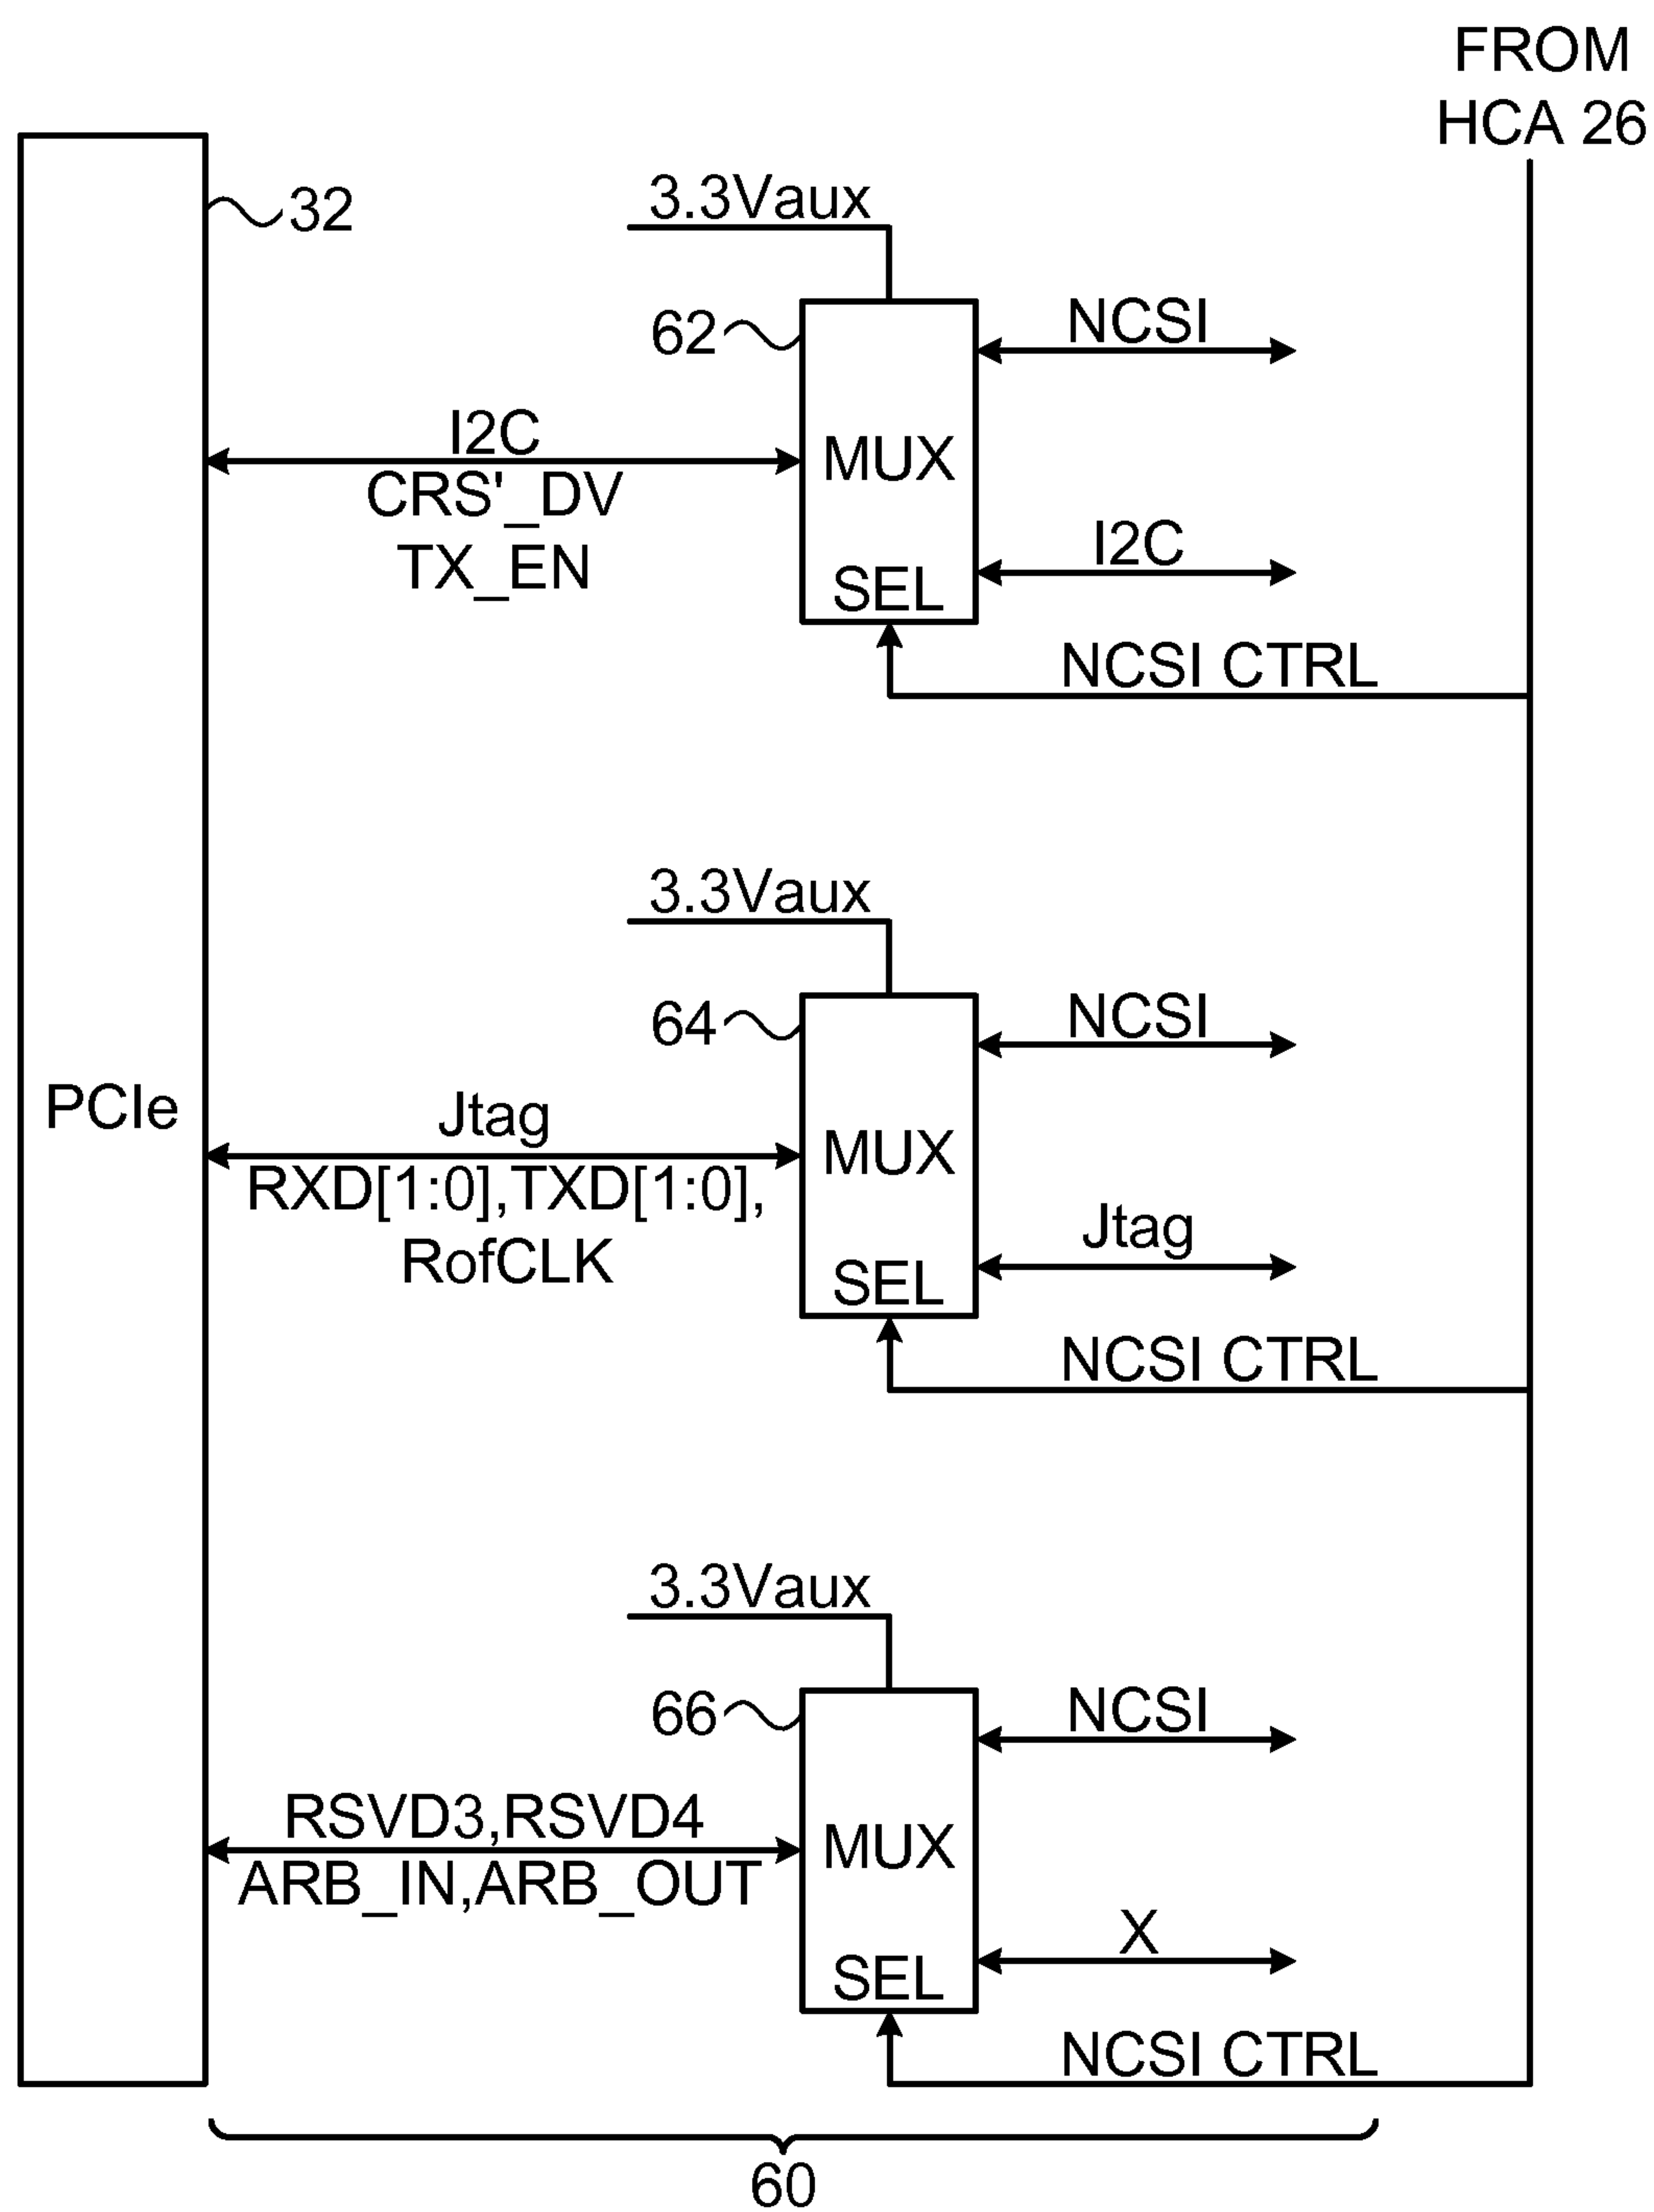 FROM
HCA 26
32
3.3Vaux
62
NCSI
I2C
CRS'_DV
TX_EN
MUX
I2C
SEL
NCSI CTRL
3.3Vaux
64
NCSI
PCIe
Jtag
RXD[1:0],TXD[1:0],
RofCLK
MUX
Jtag
SEL
NCSI CTRL
3.3Vaux
66
NCSI
RSVD3,RSVD4
ARB_IN,ARB_OUT
MUX
X
SEL
NCSI CTRL
60